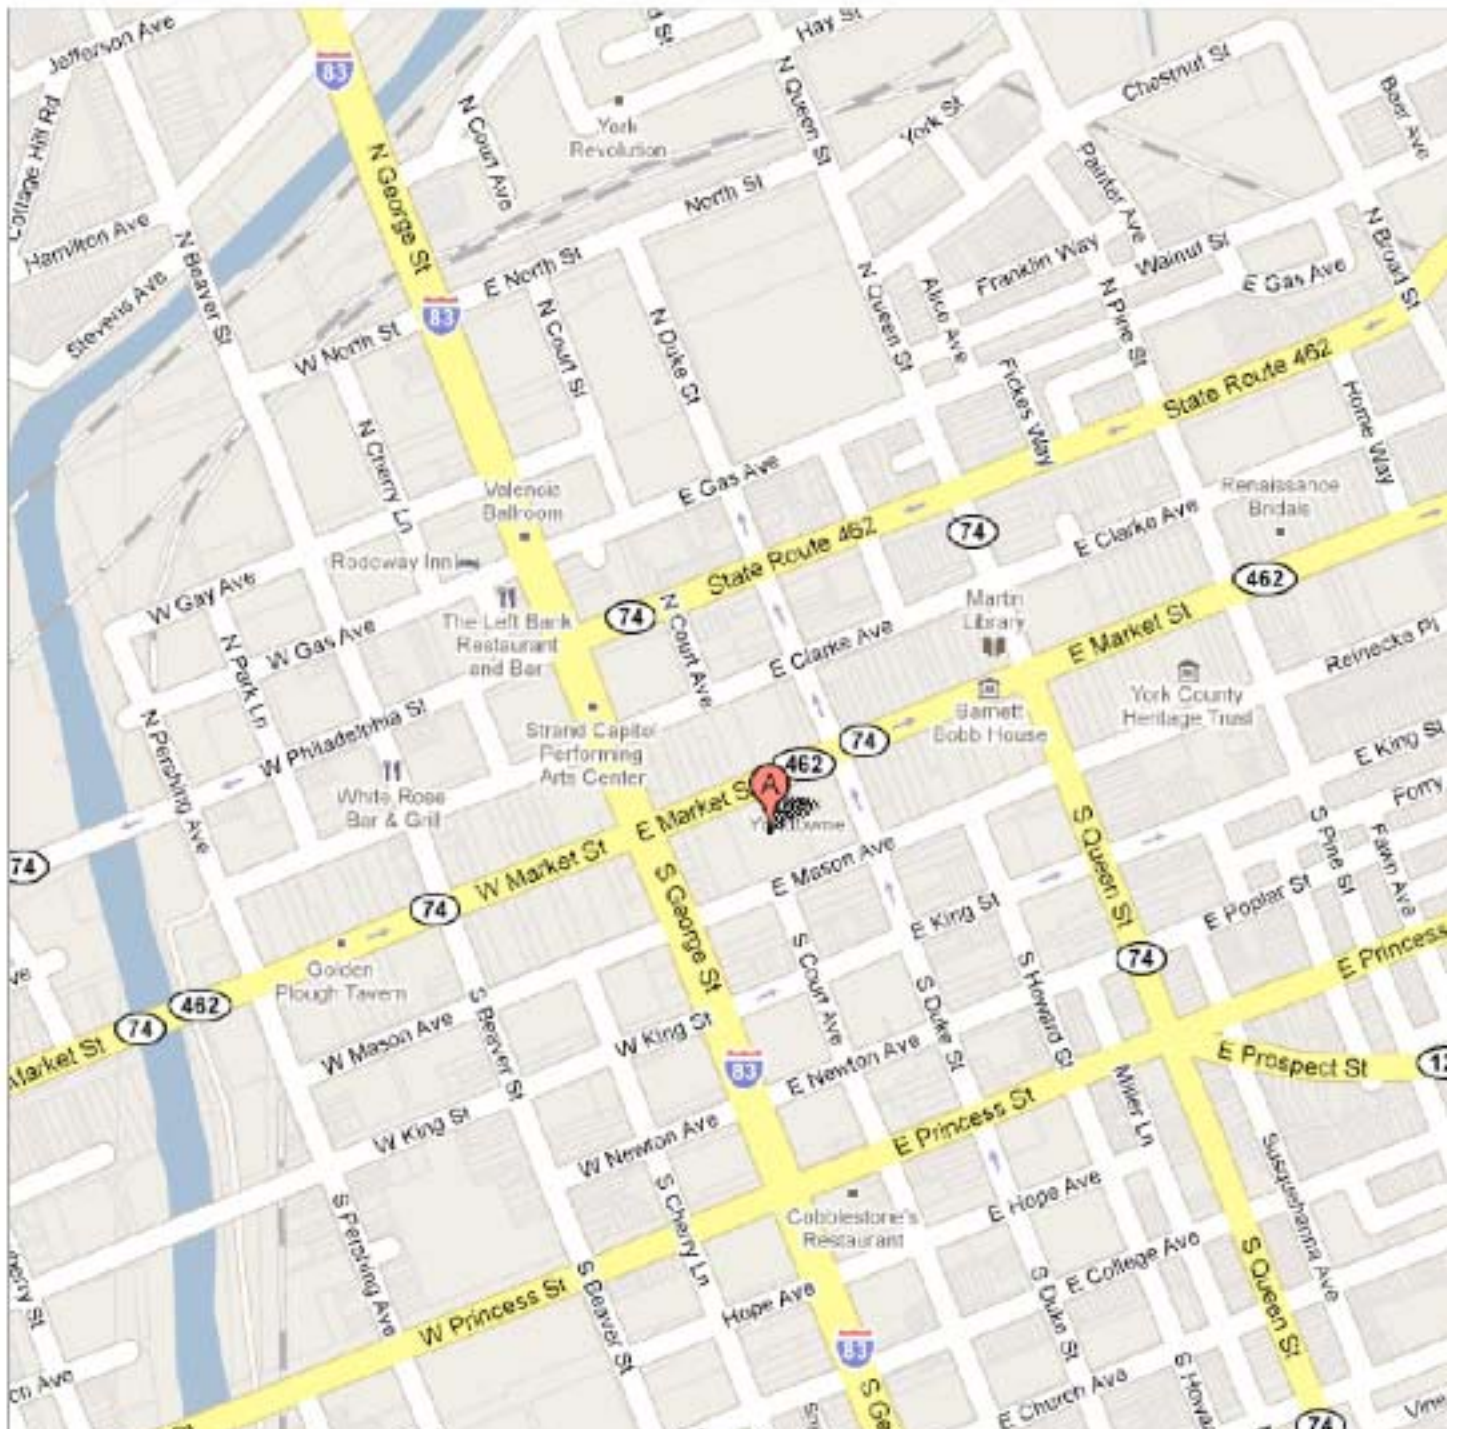 Jefferson Ave
83
Hay St
Chestnut St
Cottage Hill Rd
N Court Ave
York
Revolution
N Queen St
York St
Baer Ave
N George St
Painter Ave
North St
Hamilton Ave
N Beaver St
Franklin Way
Walnut St
N Broad St
Stevens Ave
E North St
E Gas Ave
83
W North St
N Court St
N Duke St
N Queen St
Alice Ave
N Pine St
State Route 462
Fickes Way
Home Way
N Cherry Ln
E Gas Ave
Valencia
Ballroom
Renaissance
Bridals
74
State Route 462
E Clarke Ave
Rodeway Inn
462
W Gay Ave
The Left Bank
Restaurant
and Bar
74
N Court Ave
Martin
Library
E Market St
W Gas Ave
N Park Ln
E Clarke Ave
Reinecke Pl
York County
Heritage Trust
Barnett
Bobb House
W Philadelphia St
Strand Capitol
Performing
Arts Center
74
462
A
E King St
N Pershing Ave
White Rose
Bar & Grill
E Market St
Yorktowne
S Queen St
S Pine St
Fawn Ave
74
W Market St
E Mason Ave
S George St
74
E King St
E Poplar St
S Court Ave
74
E Princess
Golden
Plough Tavern
462
74
S Beaver St
S Duke St
S Howard St
Market St
W Mason Ave
W King St
E Newton Ave
83
E Prospect St
E Princess St
Miller Ln
W King St
W Newton Ave
Susquehanna Ave
S Pershing Ave
S Cherry Ln
E Hope Ave
Cobblestone's
Restaurant
E College Ave
S Queen St
S Beaver St
Hope Ave
W Princess St
S Duke St
83
E Church Ave
74